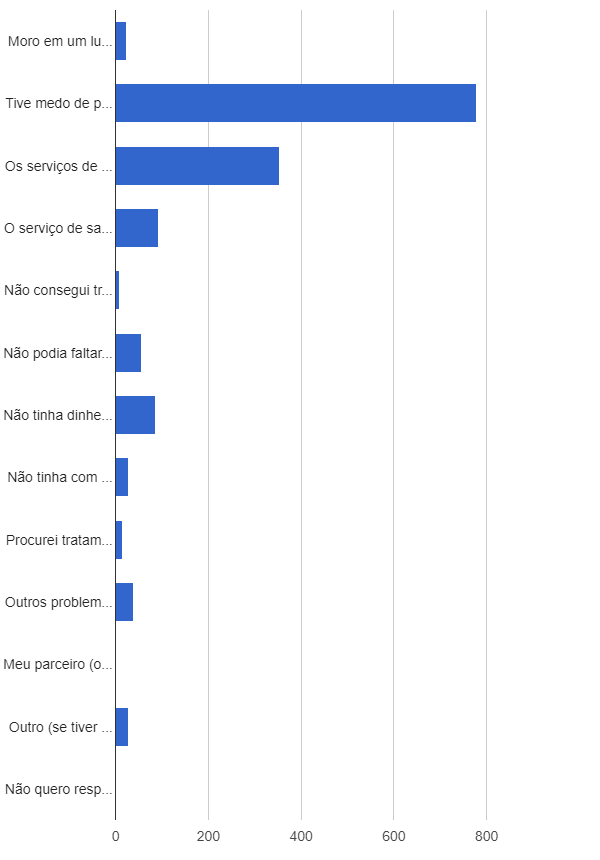 Moro em um lu...
Tive medo de p...
Os serviços de ...
O serviço de sa...
Não consegui tr...
Não podia faltar...
Não tinha dinhe...
Não tinha com ...
Procurei tratam...
Outros problem...
Meu parceiro (o...
Outro (se tiver ...
Não quero resp...
0 200 400 600 800